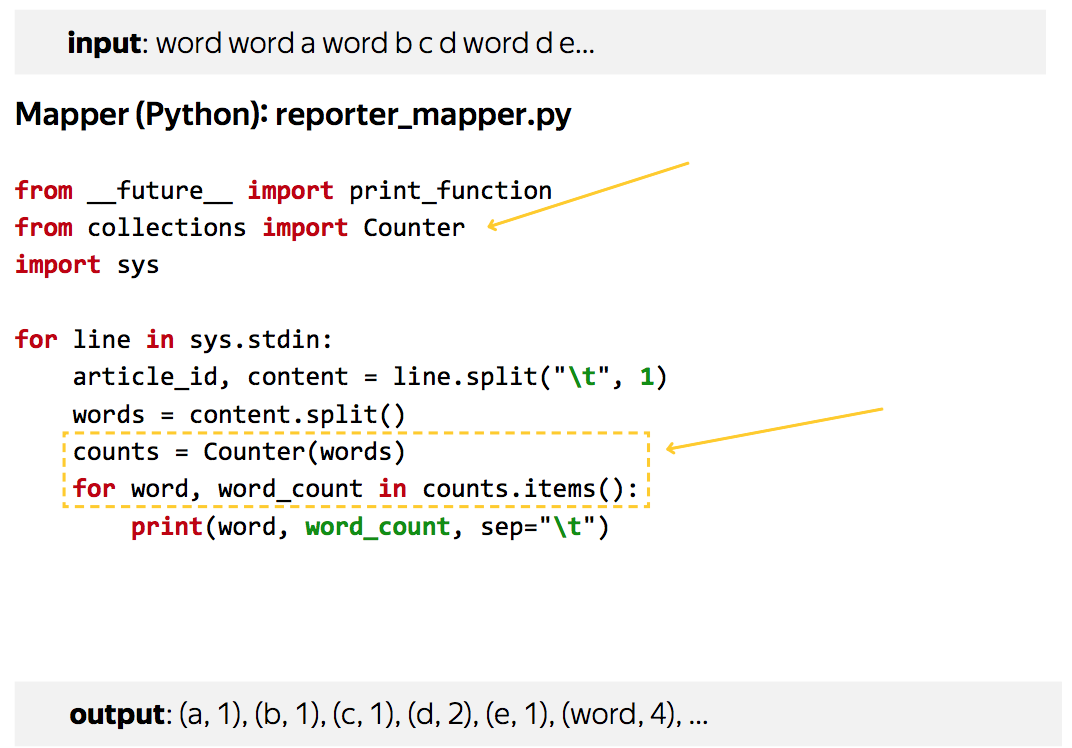 input: word word a word b c d word d e...
Mapper (Python): reporter_mapper.py
from __future__ import print_function
from collections import Counter
import sys
for line in sys.stdin:
    article_id, content = line.split("\t", 1)
    words = content.split()
    counts = Counter(words)
    for word, word_count in counts.items():
        print(word, word_count, sep="\t")
output: (a, 1), (b, 1), (c, 1), (d, 2), (e, 1), (word, 4), ...